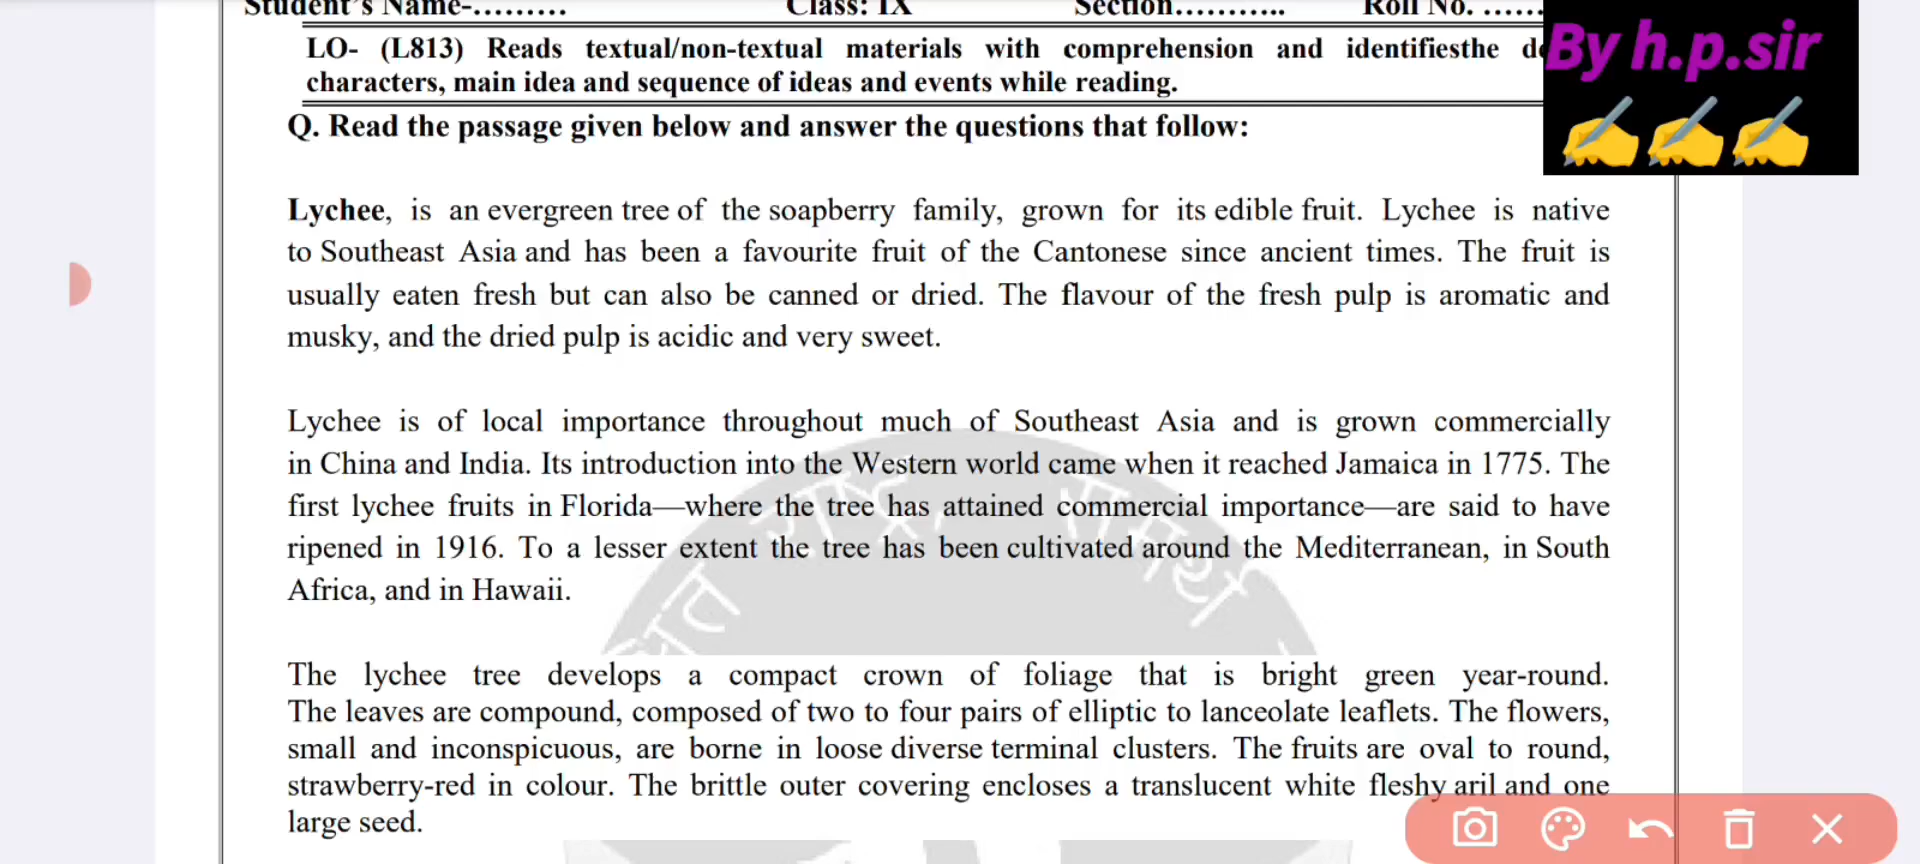 Student's Name-......... Class: IX Section........... Roll No. ......
LO- (L813) Reads textual/non-textual materials with comprehension and identifiesthe
characters, main idea and sequence of ideas and events while reading.
By h.p.sir
Q. Read the passage given below and answer the questions that follow:
Lychee, is an evergreen tree of the soapberry family, grown for its edible fruit. Lychee is native
to Southeast Asia and has been a favourite fruit of the Cantonese since ancient times. The fruit is
usually eaten fresh but can also be canned or dried. The flavour of the fresh pulp is aromatic and
musky, and the dried pulp is acidic and very sweet.
Lychee is of local importance throughout much of Southeast Asia and is grown commercially
in China and India. Its introduction into the Western world came when it reached Jamaica in 1775. The
first lychee fruits in Florida—where the tree has attained commercial importance—are said to have
ripened in 1916. To a lesser extent the tree has been cultivated around the Mediterranean, in South
Africa, and in Hawaii.
The lychee tree develops a compact crown of foliage that is bright green year-round.
The leaves are compound, composed of two to four pairs of elliptic to lanceolate leaflets. The flowers,
small and inconspicuous, are borne in loose diverse terminal clusters. The fruits are oval to round,
strawberry-red in colour. The brittle outer covering encloses a translucent white fleshy aril and one
large seed.